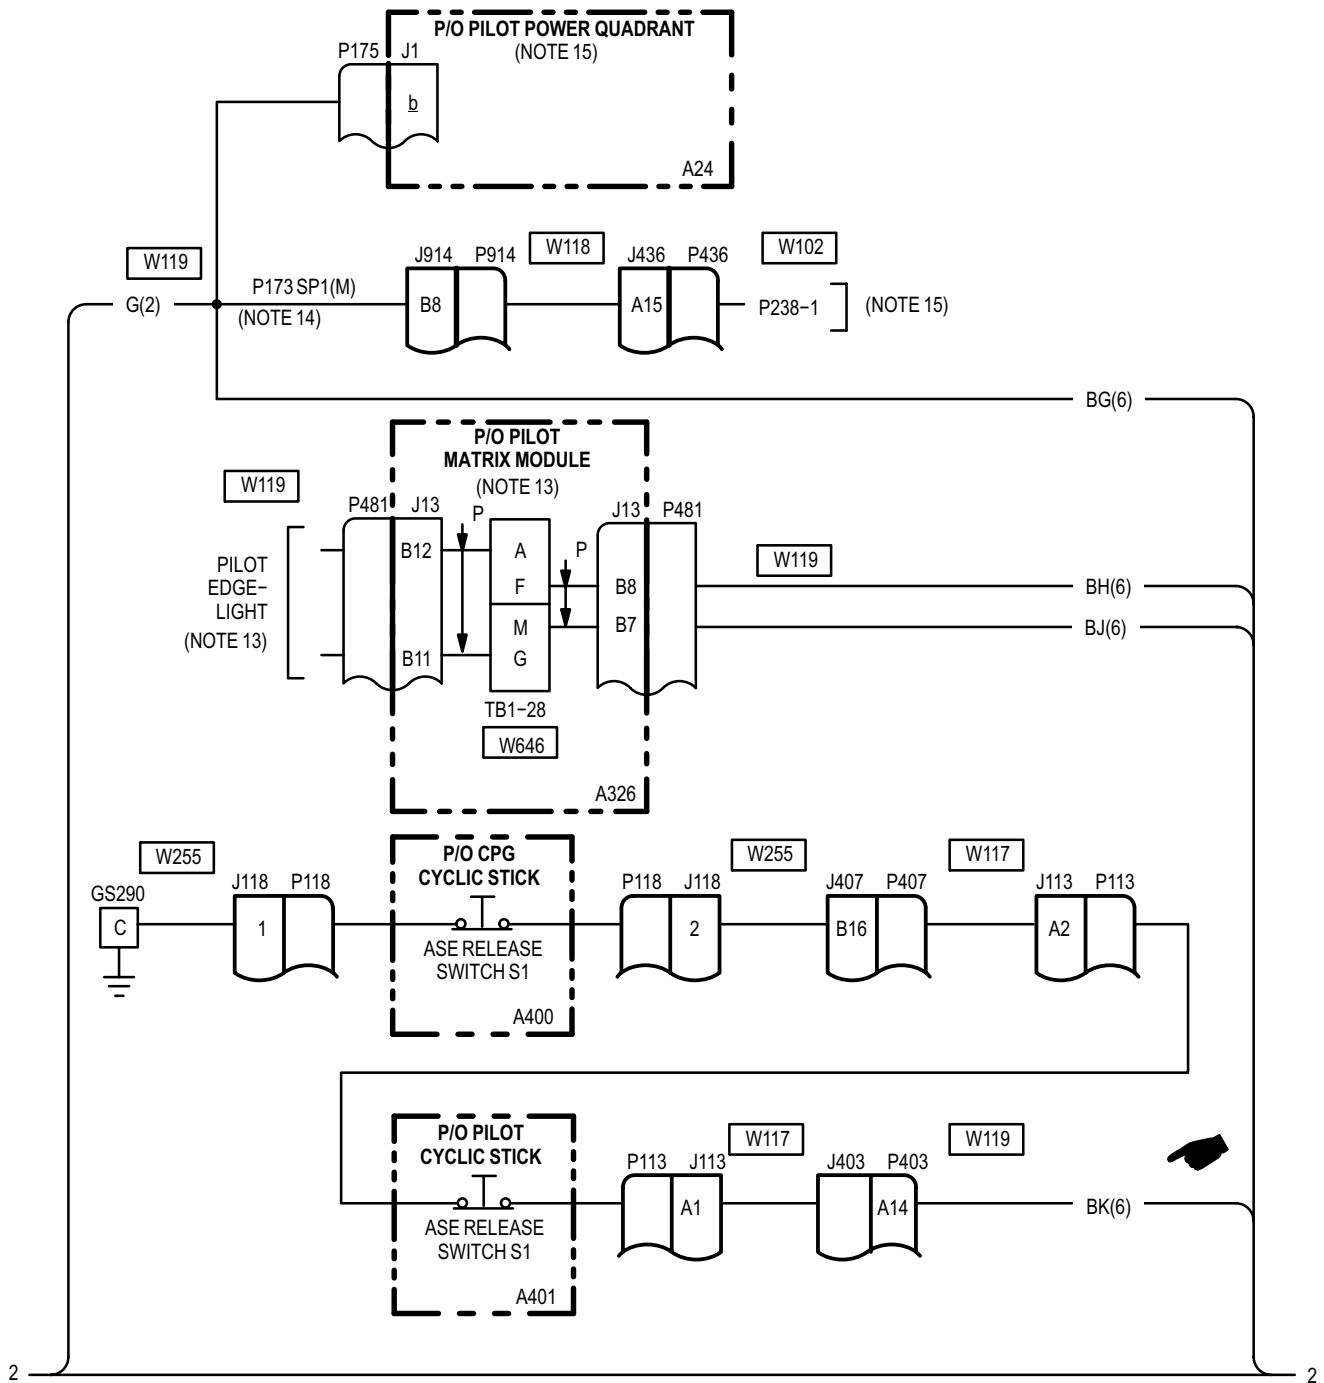 P/O PILOT POWER QUADRANT
(NOTE 15)
P175 J1
b
A24
W119
G(2)
P173 SP1(M)
(NOTE 14)
J914 P914
B8
W118
J436 P436
A15
W102
P238−1
(NOTE 15)
BG(6)
P/O PILOT
MATRIX MODULE
(NOTE 13)
W119
P481 J13
P
J13 P481
P
W119
PILOT
EDGE−
LIGHT
(NOTE 13)
B12
A
F
B8
BH(6)
M
B7
BJ(6)
B11
G
TB1−28
W646
A326
W255
P/O CPG
CYCLIC STICK
W255
W117
GS290
J118 P118
P118 J118
J407 P407
J113 P113
C
1
2
B16
A2
ASE RELEASE
SWITCH S1
A400
P/O PILOT
CYCLIC STICK
W117
W119
P113 J113
J403 P403
A1
A14
BK(6)
ASE RELEASE
SWITCH S1
A401
2
2